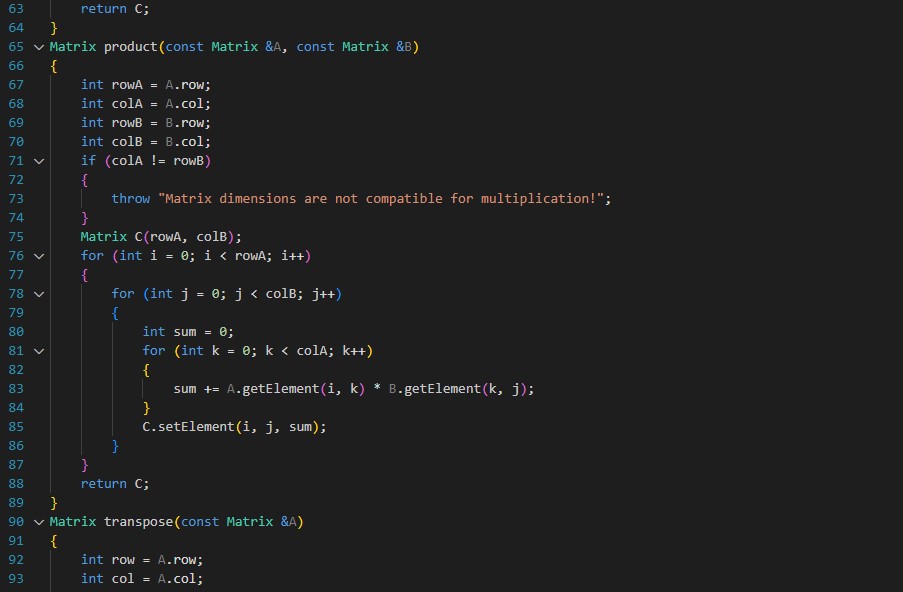 63 return C;
64 }
65 Matrix product(const Matrix &A, const Matrix &B)
66 {
67 int rowA = A.row;
68 int colA = A.col;
69 int rowB = B.row;
70 int colB = B.col;
71 if (colA != rowB)
72 {
73 throw "Matrix dimensions are not compatible for multiplication!";
74 }
75 Matrix C(rowA, colB);
76 for (int i = 0; i < rowA; i++)
77 {
78 for (int j = 0; j < colB; j++)
79 {
80 int sum = 0;
81 for (int k = 0; k < colA; k++)
82 {
83 sum += A.getElement(i, k) * B.getElement(k, j);
84 }
85 C.setElement(i, j, sum);
86 }
87 }
88 return C;
89 }
90 Matrix transpose(const Matrix &A)
91 {
92 int row = A.row;
93 int col = A.col;